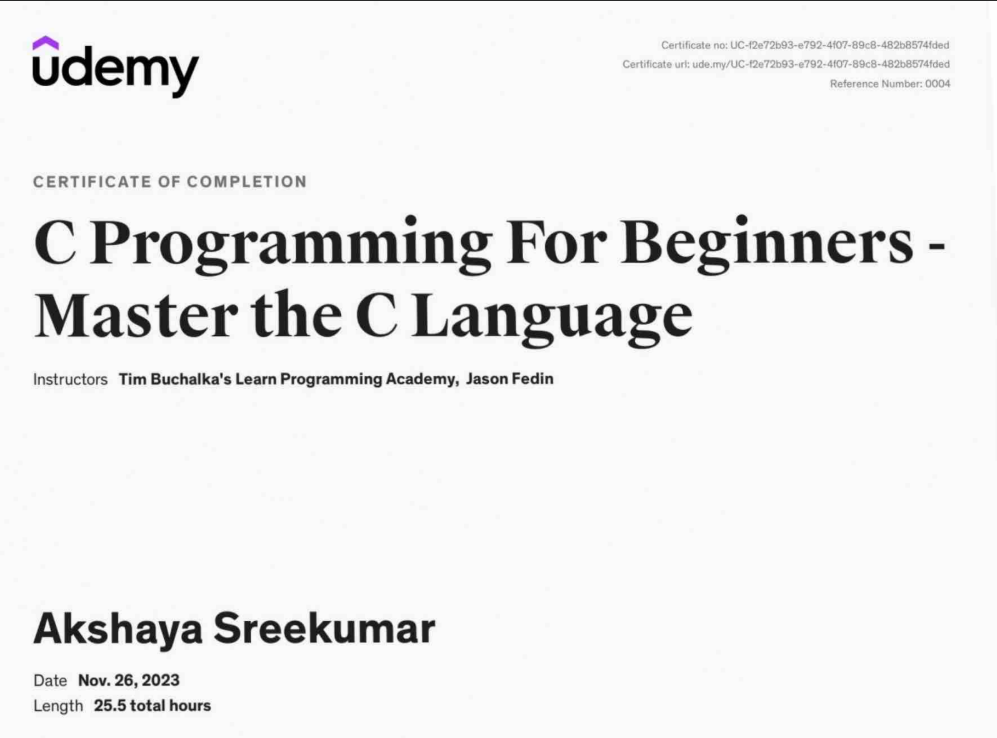 udemy
Certificate no: UC-f2e72b93-e792-4f07-89c8-482b8574fded
Certificate url: ude.my/UC-f2e72b93-e792-4f07-89c8-482b8574fded
Reference Number: 0004
CERTIFICATE OF COMPLETION
C Programming For Beginners -
Master the C Language
Instructors Tim Buchalka's Learn Programming Academy, Jason Fedin
Akshaya Sreekumar
Date Nov. 26, 2023
Length 25.5 total hours